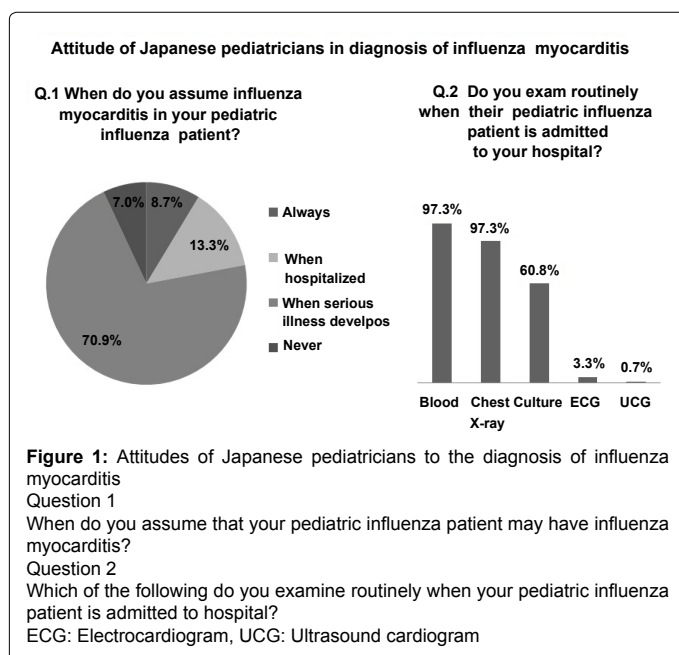 Attitude of Japanese pediatricians in diagnosis of influenza myocarditis
Q.1 When do you assume influenza
myocarditis in your pediatric
influenza patient?
7.0%
8.7%
13.3%
70.9%
Always
When
hospitalized
When serious
illness develpos
Never
Q.2 Do you exam routinely
when their pediatric influenza
patient is admitted
to your hospital?
97.3%
97.3%
60.8%
3.3%
0.7%
Blood Chest Culture ECG UCG
X-ray
Figure 1: Attitudes of Japanese pediatricians to the diagnosis of influenza
myocarditis
Question 1
When do you assume that your pediatric influenza patient may have influenza
myocarditis?
Question 2
Which of the following do you examine routinely when your pediatric influenza
patient is admitted to hospital?
ECG: Electrocardiogram, UCG: Ultrasound cardiogram